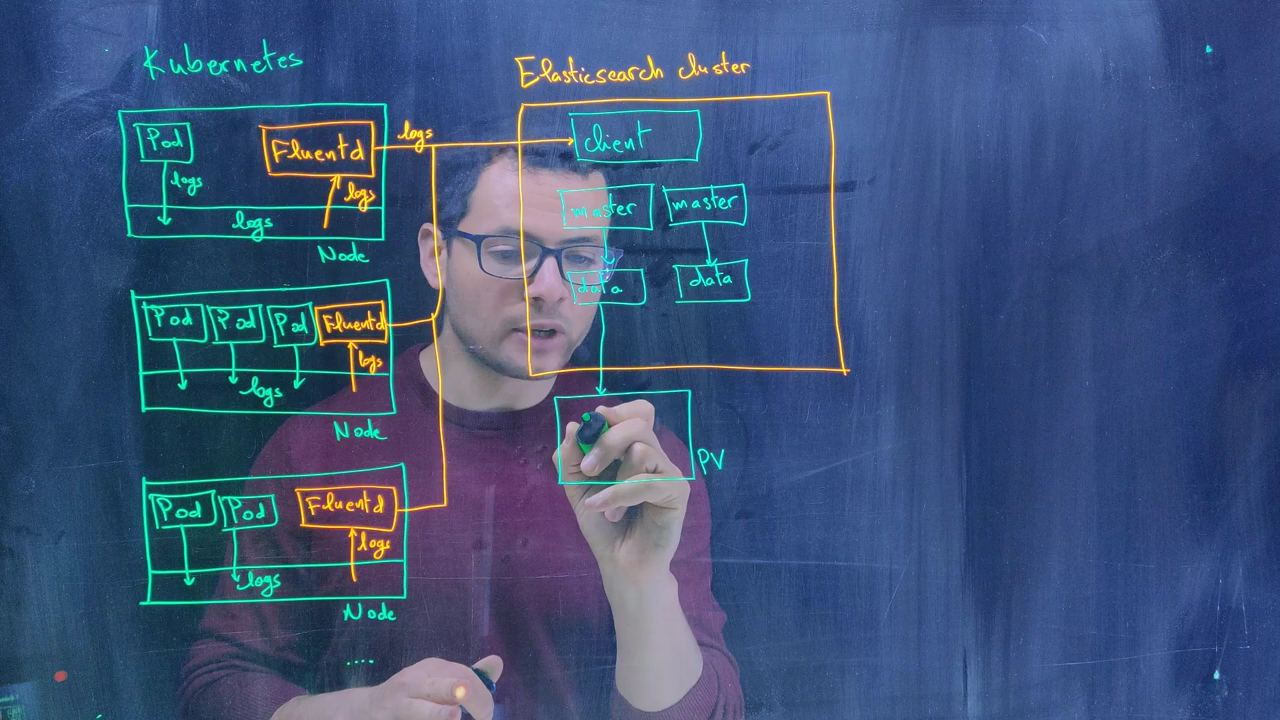 Kubernetes
Pod
Fluentd
logs
logs
logs
Node
Pod
Pod
Pod
Fluentd
logs
logs
Node
Pod
Pod
Fluentd
logs
logs
Node
....
logs
Elasticsearch cluster
client
master
master
data
data
PV